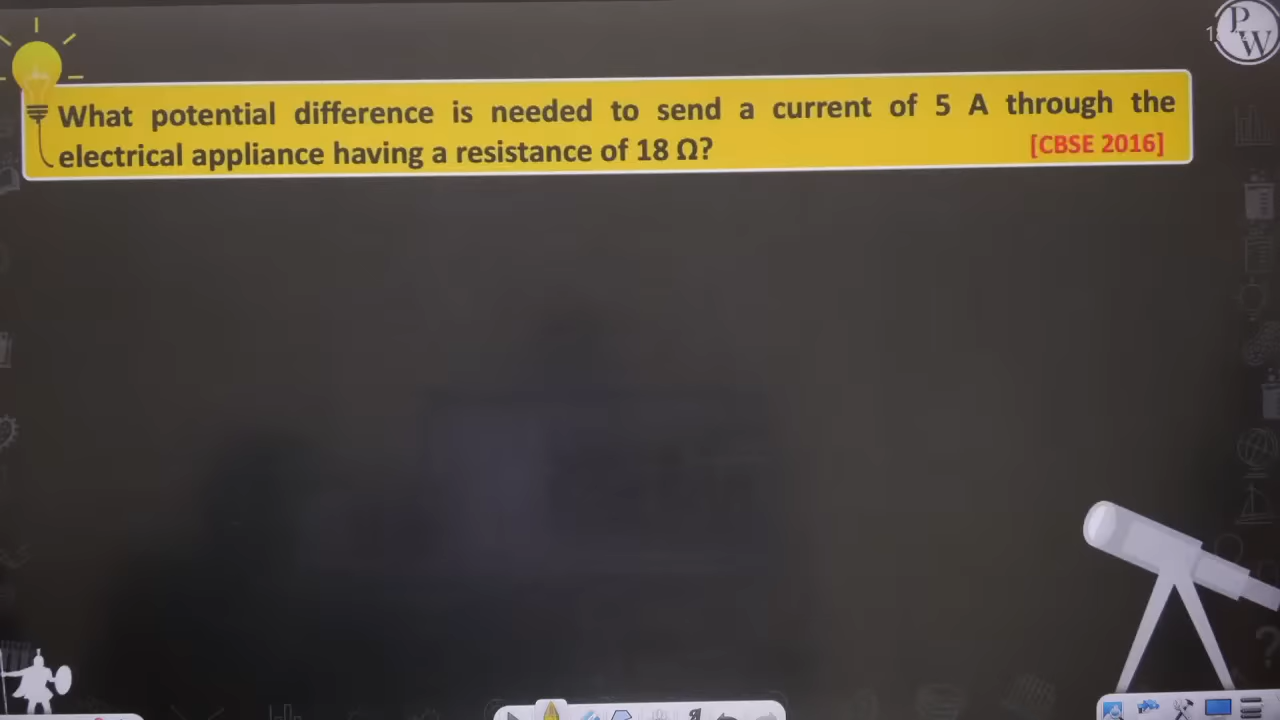 P
W
What potential difference is needed to send a current of 5 A through the
electrical appliance having a resistance of 18 Ω?
[CBSE 2016]